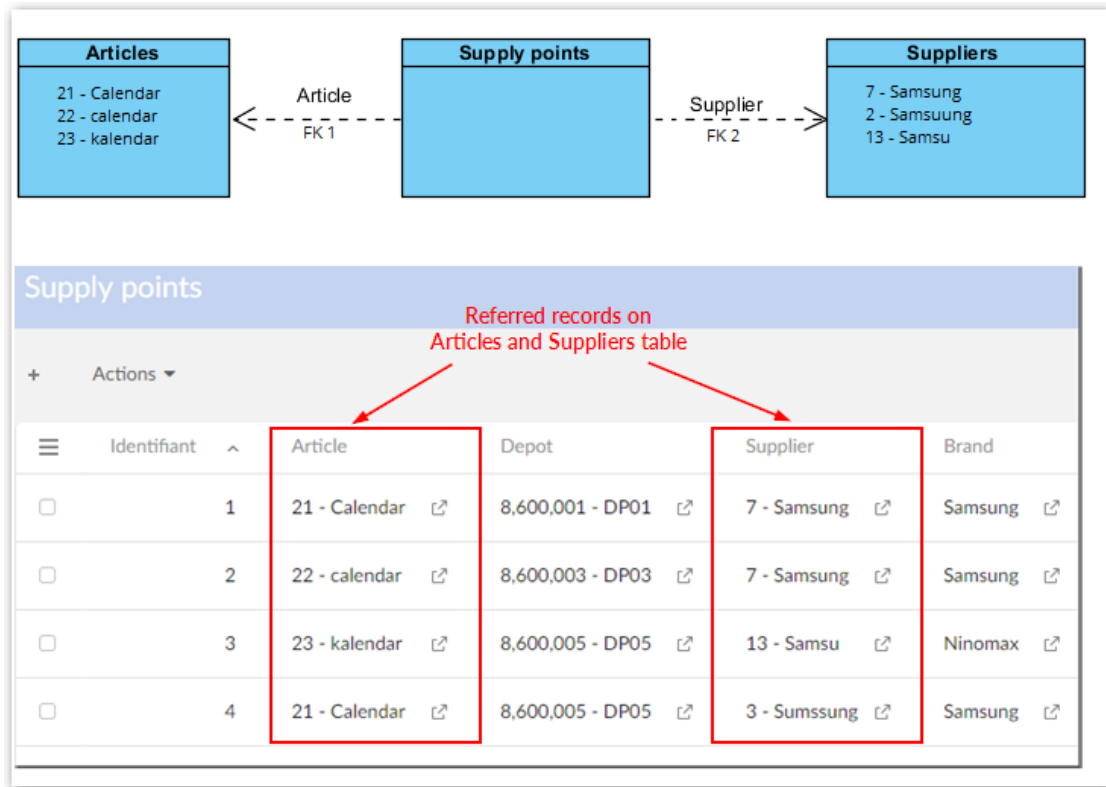 Articles
21 - Calendar
22 - calendar
23 - kalendar
Article
FK 1
Supply points
Supplier
FK 2
Suppliers
7 - Samsung
2 - Samsuung
13 - Samsu
Supply points
Referred records on
Articles and Suppliers table
+ Actions
Identifiant Article Depot Supplier Brand
1 21 - Calendar 8,600,001 - DP01 7 - Samsung Samsung
2 22 - calendar 8,600,003 - DP03 7 - Samsung Samsung
3 23 - kalendar 8,600,005 - DP05 13 - Samsu Ninomax
4 21 - Calendar 8,600,005 - DP05 3 - Sumssung Samsung